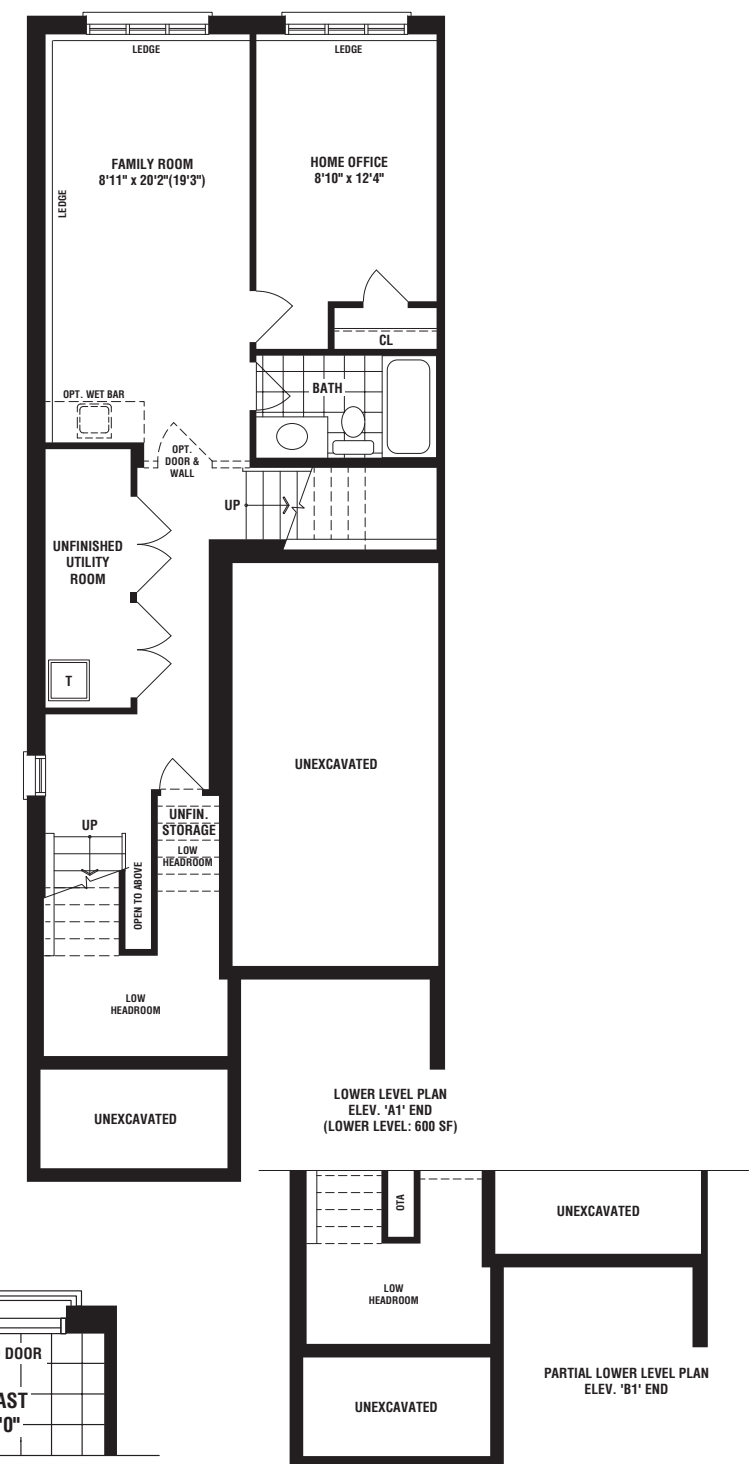 LEDGE
LEDGE
FAMILY ROOM
8'11" x 20'2"(19'3")
HOME OFFICE
8'10" x 12'4"
LEDGE
CL
BATH
OPT. WET BAR
OPT.
DOOR &
WALL
UP
UNFINISHED
UTILITY
ROOM
T
UNEXCAVATED
UNFIN.
STORAGE
LOW
HEADROOM
UP
OPEN TO ABOVE
LOW
HEADROOM
UNEXCAVATED
LOWER LEVEL PLAN
ELEV. 'A1' END
(LOWER LEVEL: 600 SF)
OTA
UNEXCAVATED
LOW
HEADROOM
UNEXCAVATED
PARTIAL LOWER LEVEL PLAN
ELEV. 'B1' END
DOOR
AST
'0"